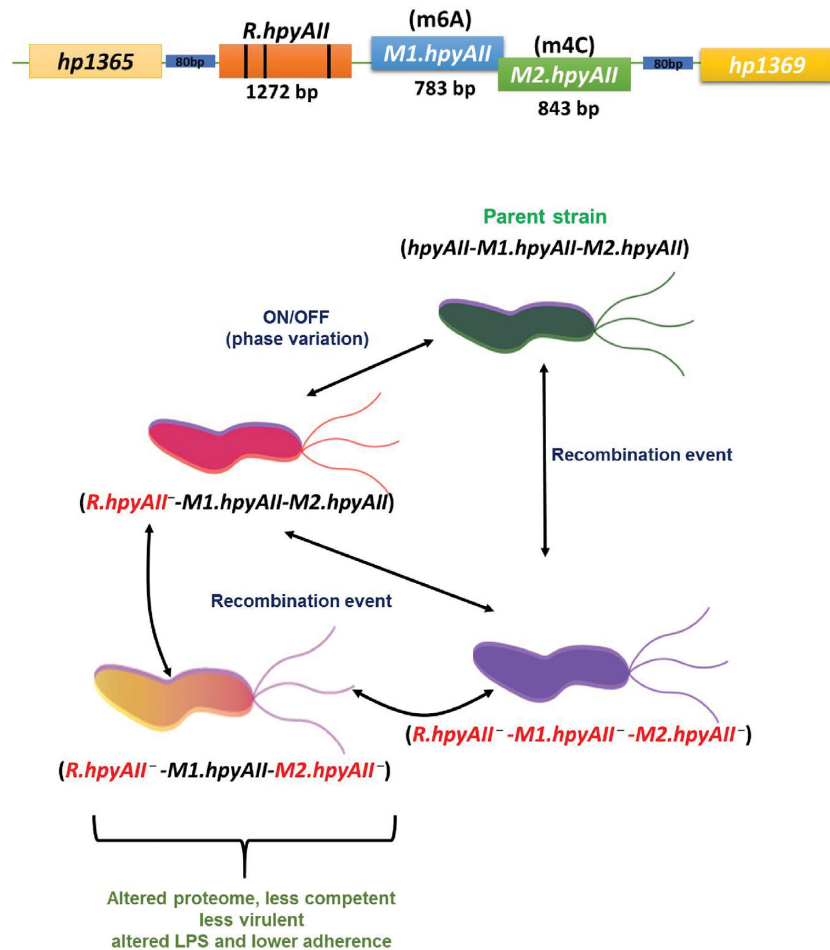 (m6A)
R.hpyAII
(m4C)
hp1365
80bp
M1.hpyAII
M2.hpyAII
80bp
hp1369
1272 bp
783 bp
843 bp
Parent strain
(hpyAII-M1.hpyAII-M2.hpyAII)
ON/OFF
(phase variation)
Recombination event
(R.hpyAII⁻-M1.hpyAII-M2.hpyAII)
Recombination event
(R.hpyAII⁻ -M1.hpyAII⁻ -M2.hpyAII⁻)
(R.hpyAII⁻ -M1.hpyAII-M2.hpyAII⁻)
Altered proteome, less competent
less virulent
altered LPS and lower adherence